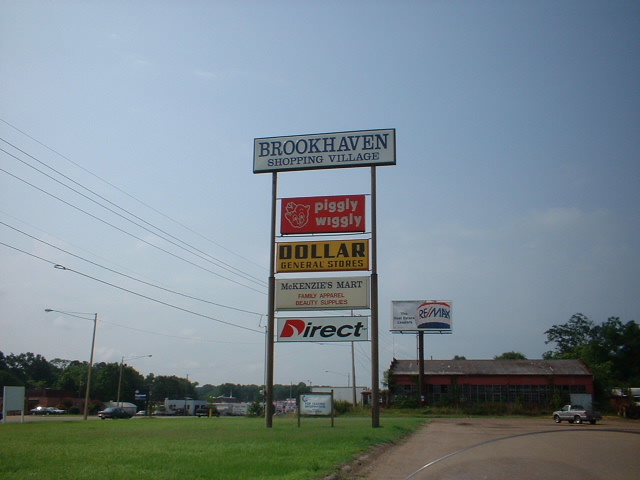 BROOKHAVEN
SHOPPING VILLAGE
piggly
wiggly
DOLLAR
GENERAL STORES
McKENZIE'S MART
FAMILY APPAREL
BEAUTY SUPPLIES
Direct
RE/MAX